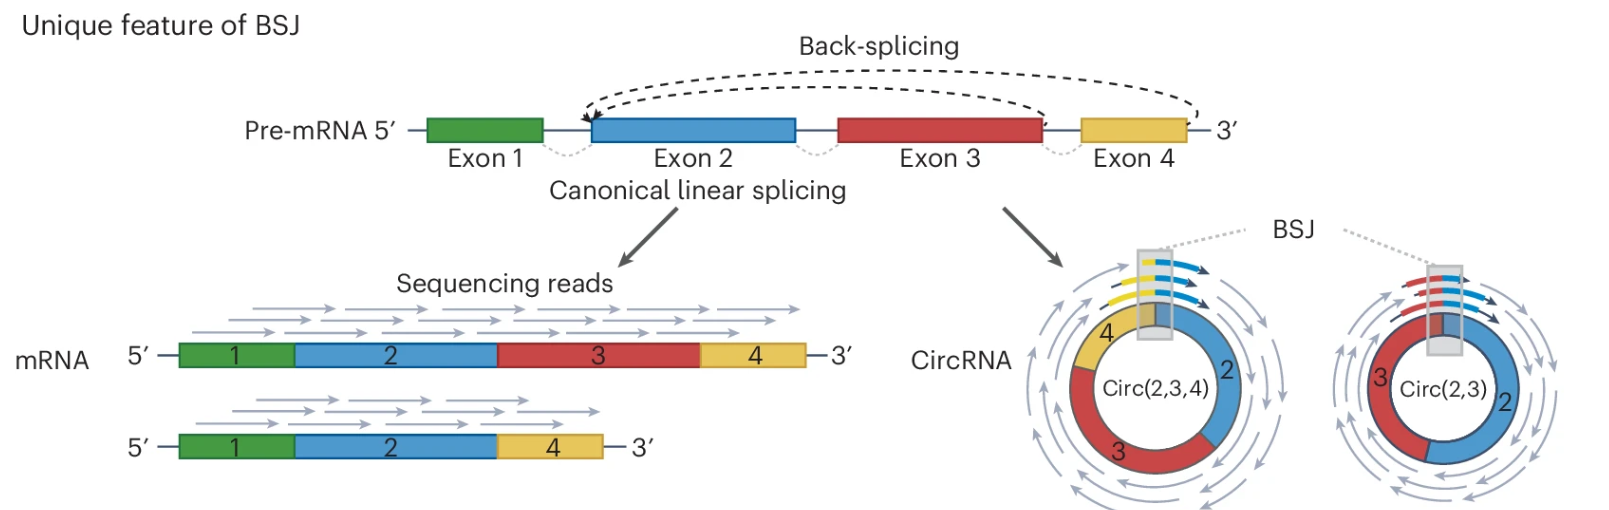 Unique feature of BSJ
Back-splicing
Pre-mRNA 5′ 3′
Exon 1 Exon 2 Exon 3 Exon 4
Canonical linear splicing
BSJ
Sequencing reads
mRNA 5′ 1 2 3 4 3′
5′ 1 2 4 3′
CircRNA
4 2 3
Circ(2,3,4)
3 2
Circ(2,3)